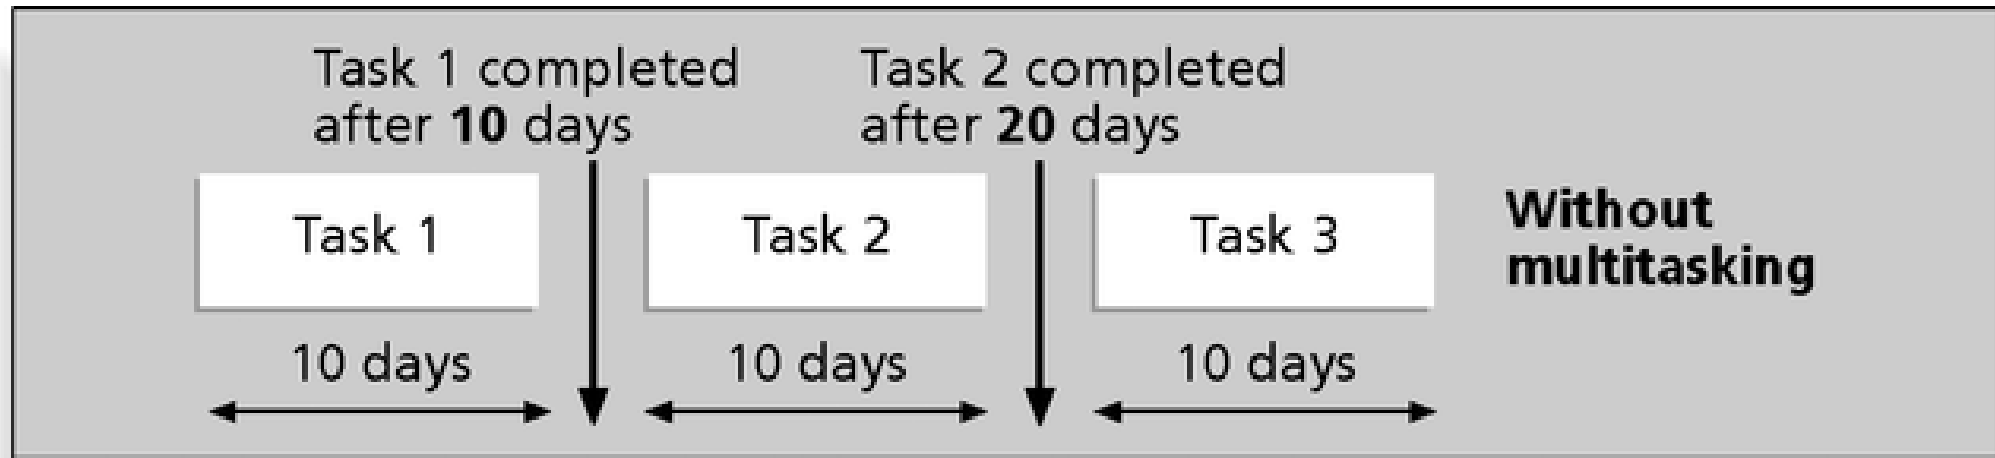 Task 1 completed
after 10 days
Task 2 completed
after 20 days
Task 1
Task 2
Task 3
Without
multitasking
10 days
10 days
10 days